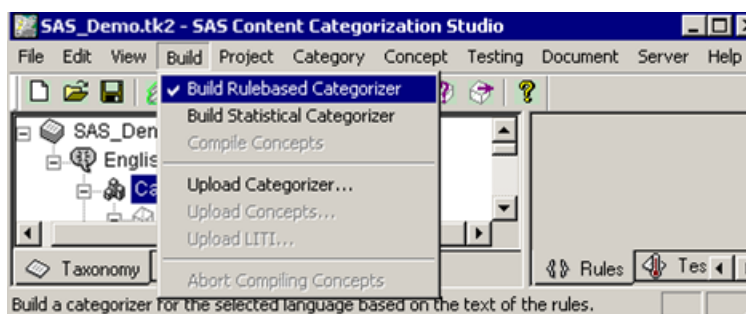 SAS_Demo.tk2 - SAS Content Categorization Studio
File Edit View Build Project Category Concept Testing Document Server Help
Build Rulebased Categorizer
SAS_Den
Build Statistical Categorizer
Englis
Compile Concepts
Ca
Upload Categorizer...
Upload Concepts...
Upload LITI...
Taxonomy
Abort Compiling Concepts
Rules Tes
Build a categorizer for the selected language based on the text of the rules.